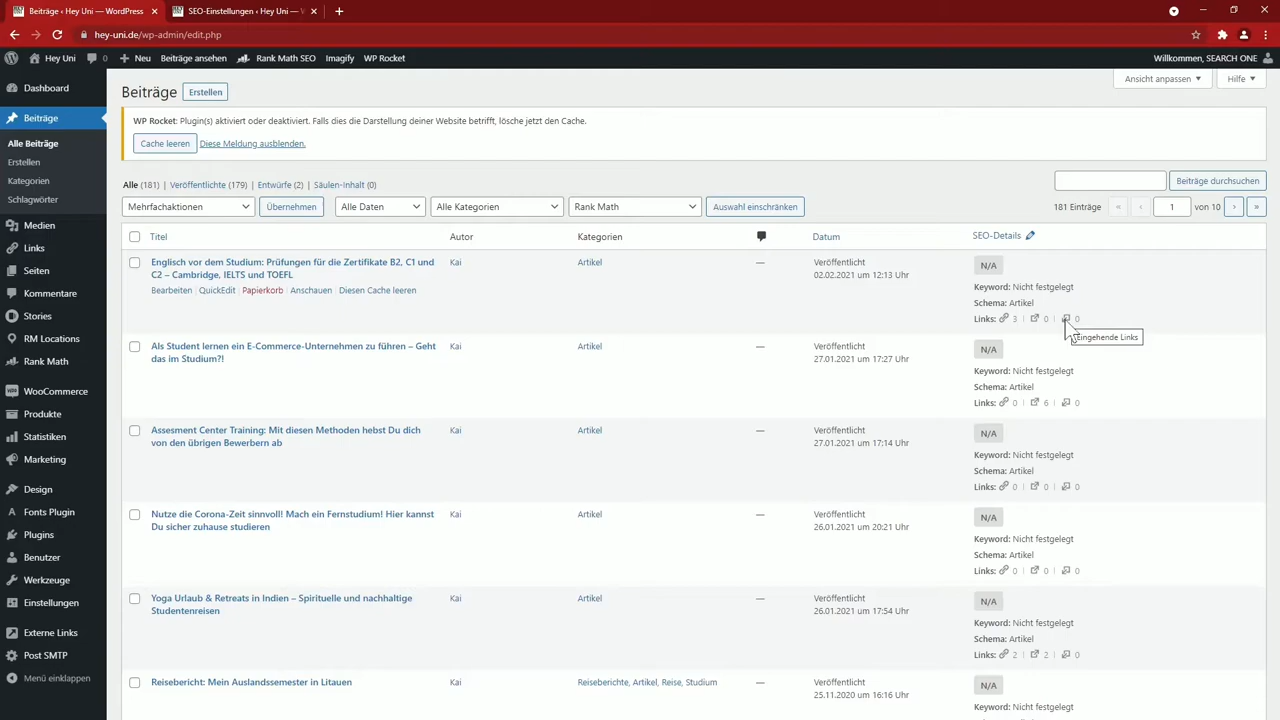 Beiträge ‹ Hey Uni — WordPress
SEO-Einstellungen ‹ Hey Uni — W
hey-uni.de/wp-admin/edit.php
Hey Uni 0 Neu Beiträge ansehen Rank Math SEO Imagify WP Rocket Willkommen, SEARCH ONE
Dashboard
Beiträge
Alle Beiträge
Erstellen
Kategorien
Schlagwörter
Medien
Links
Seiten
Kommentare
Stories
RM Locations
Rank Math
WooCommerce
Produkte
Statistiken
Marketing
Design
Fonts Plugin
Plugins
Benutzer
Werkzeuge
Einstellungen
Externe Links
Post SMTP
Menü einklappen
Ansicht anpassen Hilfe
Beiträge Erstellen
WP Rocket: Plugin(s) aktiviert oder deaktiviert. Falls dies die Darstellung deiner Website betrifft, lösche jetzt den Cache.
Cache leeren Diese Meldung ausblenden.
Alle (181) | Veröffentlichte (179) | Entwürfe (2) | Säulen-Inhalt (0)
Beiträge durchsuchen
Mehrfachaktionen Übernehmen Alle Daten Alle Kategorien Rank Math Auswahl einschränken 181 Einträge « ‹ 1 von 10 › »
Titel Autor Kategorien Datum SEO-Details
Englisch vor dem Studium: Prüfungen für die Zertifikate B2, C1 und
C2 – Cambridge, IELTS und TOEFL
Bearbeiten | QuickEdit | Papierkorb | Anschauen | Diesen Cache leeren
Kai
Artikel
—
Veröffentlicht
02.02.2021 um 12:13 Uhr
N/A
Keyword: Nicht festgelegt
Schema: Artikel
Links: 3 | 0 | 0
Eingehende Links
Als Student lernen ein E-Commerce-Unternehmen zu führen – Geht
das im Studium?!
Kai
Artikel
—
Veröffentlicht
27.01.2021 um 17:27 Uhr
N/A
Keyword: Nicht festgelegt
Schema: Artikel
Links: 0 | 6 | 0
Assesment Center Training: Mit diesen Methoden hebst Du dich
von den übrigen Bewerbern ab
Kai
Artikel
—
Veröffentlicht
27.01.2021 um 17:14 Uhr
N/A
Keyword: Nicht festgelegt
Schema: Artikel
Links: 0 | 0 | 0
Nutze die Corona-Zeit sinnvoll! Mach ein Fernstudium! Hier kannst
Du sicher zuhause studieren
Kai
Artikel
—
Veröffentlicht
26.01.2021 um 20:21 Uhr
N/A
Keyword: Nicht festgelegt
Schema: Artikel
Links: 0 | 0 | 0
Yoga Urlaub & Retreats in Indien – Spirituelle und nachhaltige
Studentenreisen
Kai
Artikel
—
Veröffentlicht
26.01.2021 um 17:54 Uhr
N/A
Keyword: Nicht festgelegt
Schema: Artikel
Links: 2 | 2 | 0
Reisebericht: Mein Auslandssemester in Litauen
Kai
Reiseberichte, Artikel, Reise, Studium
—
Veröffentlicht
25.11.2020 um 16:16 Uhr
N/A
Keyword: Nicht festgelegt